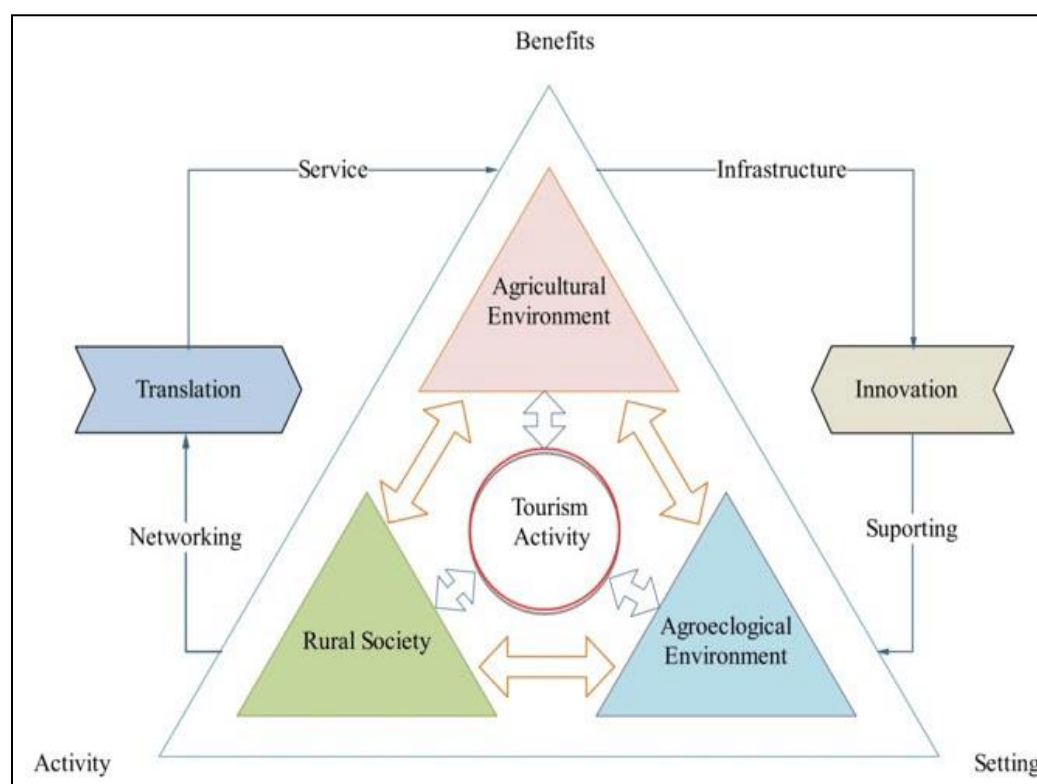 Benefits
Service
Infrastructure
Agricultural
Environment
Translation
Innovation
Tourism
Activity
Networking
Suporting
Rural Society
Agroeclogical
Environment
Activity
Setting